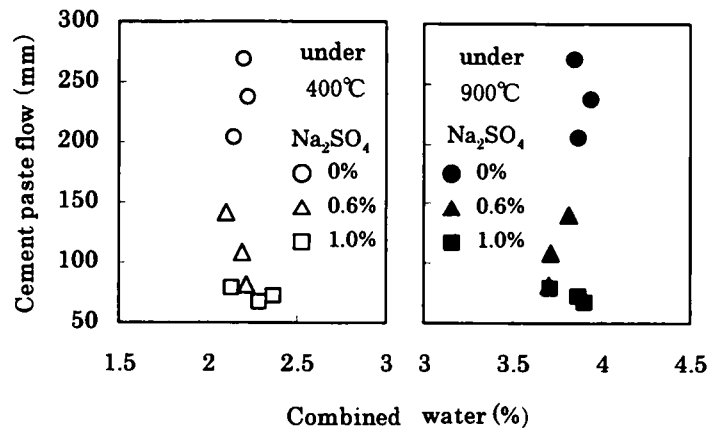 Cement paste flow (mm)
300
250
200
150
100
50
under
400℃
Na₂SO₄
0%
0.6%
1.0%
under
900℃
Na₂SO₄
0%
0.6%
1.0%
1.5 2 2.5 3
3 3.5 4 4.5
Combined water (%)